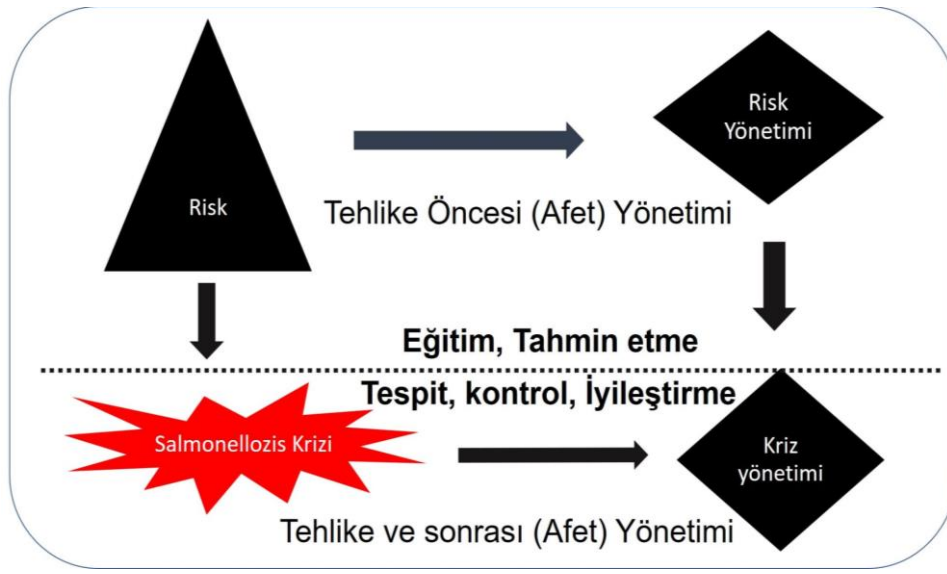 Risk
Risk
Yönetimi
Tehlike Öncesi (Afet) Yönetimi
Eğitim, Tahmin etme
Tespit, kontrol, İyileştirme
Salmonellozis Krizi
Kriz
yönetimi
Tehlike ve sonrası (Afet) Yönetimi